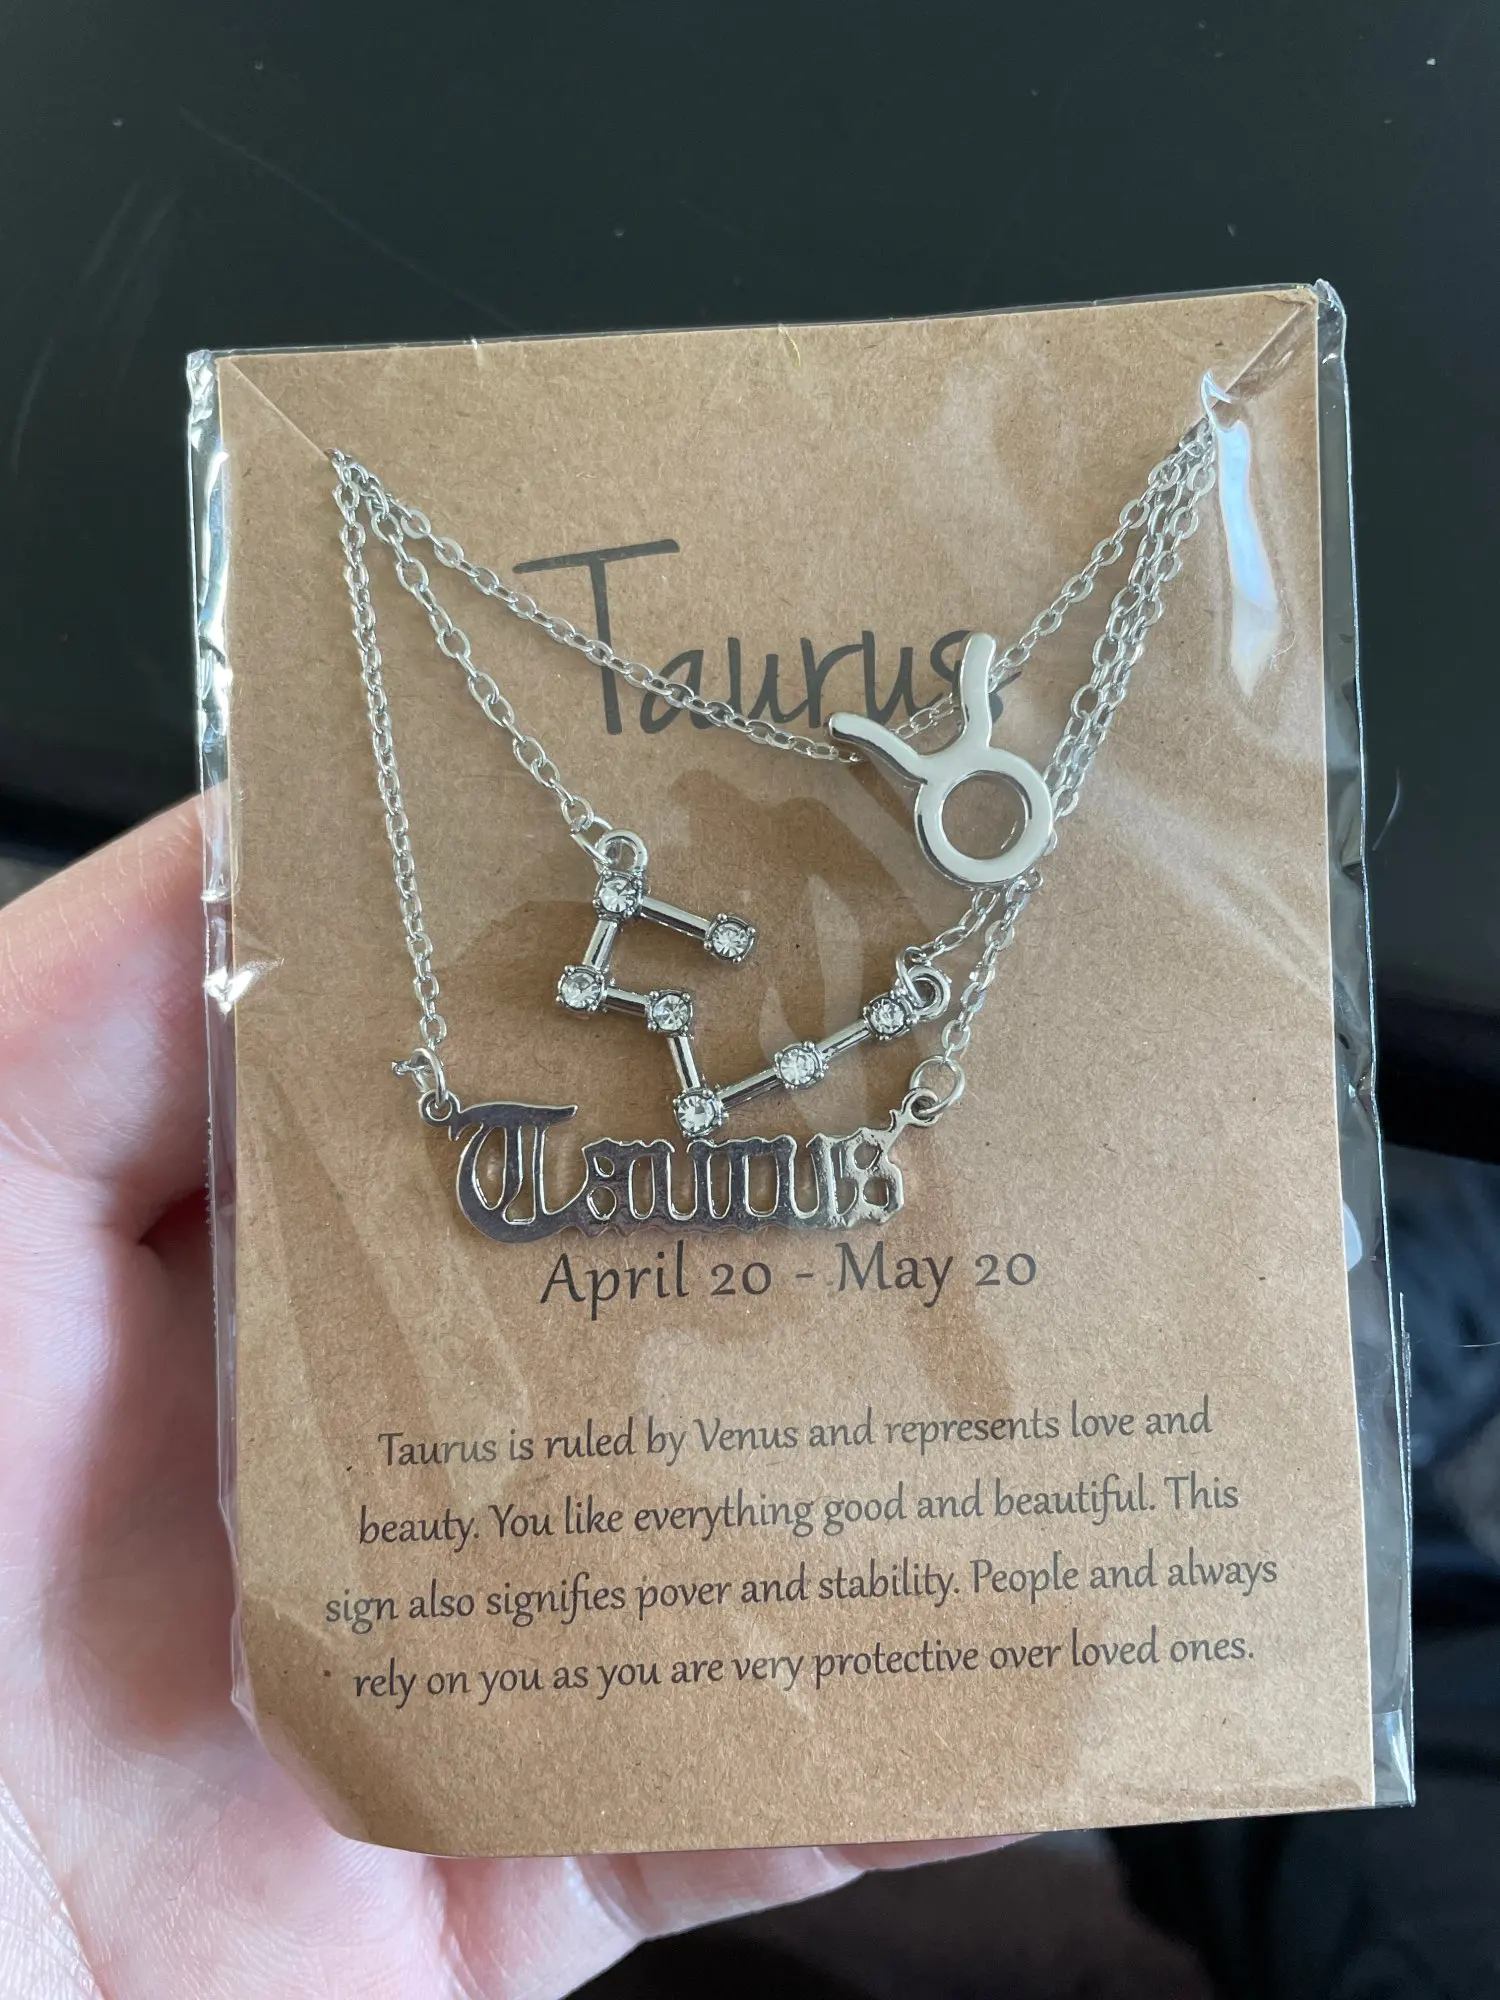 Taurus
Taurus
April 20 - May 20
Taurus is ruled by Venus and represents love and
beauty. You like everything good and beautiful. This
sign also signifies pover and stability. People and always
rely on you as you are very protective over loved ones.